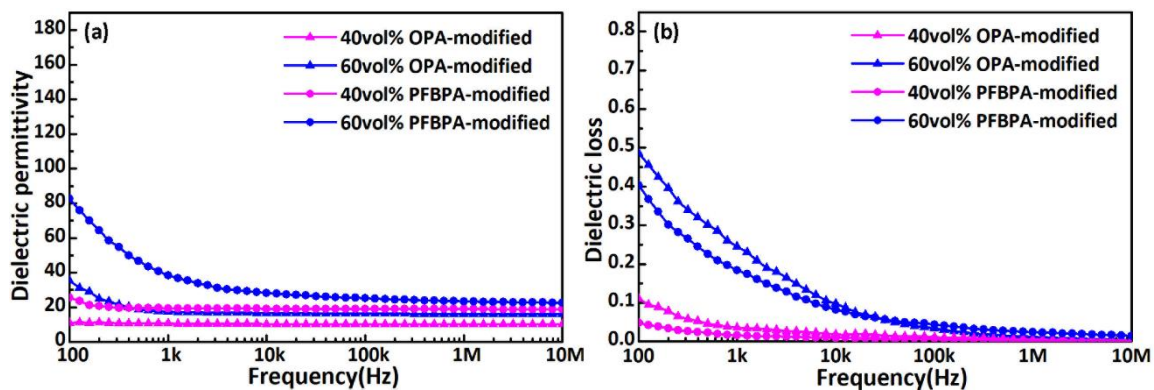 (a)
40vol% OPA-modified
60vol% OPA-modified
40vol% PFBPA-modified
60vol% PFBPA-modified
Dielectric permittivity
180
160
140
120
100
80
60
40
20
0
100 1k 10k 100k 1M 10M
Frequency(Hz)
(b)
40vol% OPA-modified
60vol% OPA-modified
40vol% PFBPA-modified
60vol% PFBPA-modified
Dielectric loss
0.8
0.7
0.6
0.5
0.4
0.3
0.2
0.1
0.0
100 1k 10k 100k 1M 10M
Frequency(Hz)